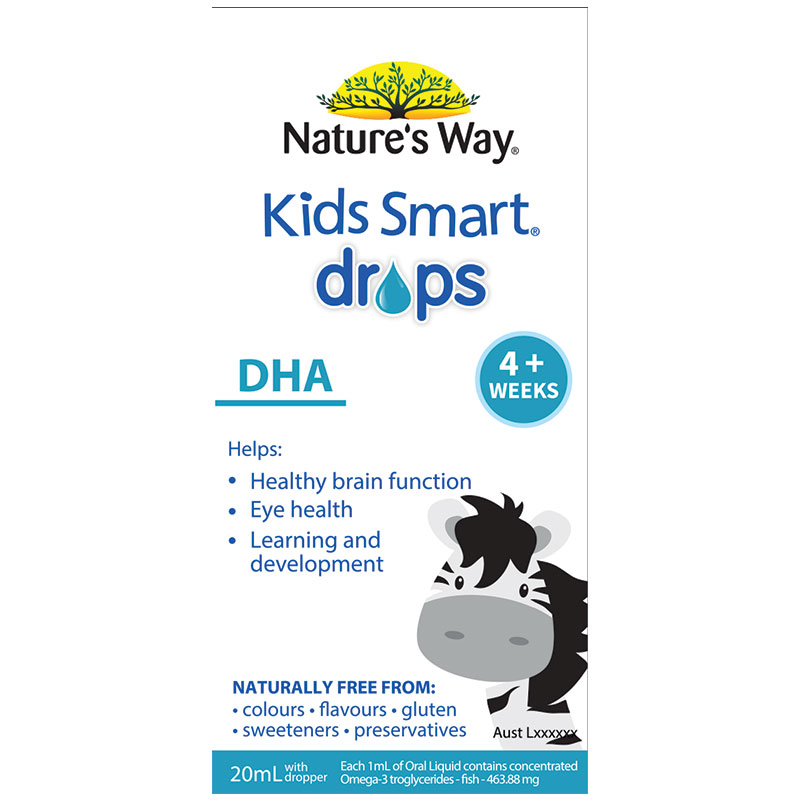 Nature's Way®
Kids Smart®
drops
DHA
4+
WEEKS
Helps:
• Healthy brain function
• Eye health
• Learning and
development
NATURALLY FREE FROM:
• colours • flavours • gluten
• sweeteners • preservatives
Aust Lxxxxxx
20mL with dropper
Each 1mL of Oral Liquid contains concentrated
Omega-3 troglycerides - fish - 463.88 mg